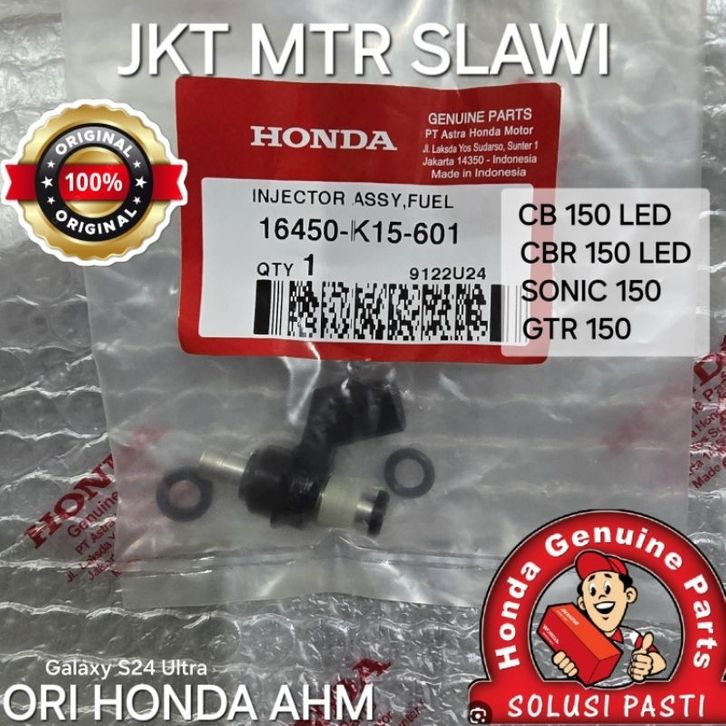 JKT MTR SLAWI
ORIGINAL
100%
ORIGINAL
HONDA
GENUINE PARTS
PT Astra Honda Motor
Jl. Laksda Yos Sudarso, Sunter 1
Jakarta 14350 - Indonesia
Made in Indonesia
INJECTOR ASSY,FUEL
16450-K15-601
QTY 1
9122U24
CB 150 LED
CBR 150 LED
SONIC 150
GTR 150
HONDA
Genuine
PT Astra
Honda Genuine Parts
SOLUSI PASTI
Galaxy S24 Ultra
ORI HONDA AHM